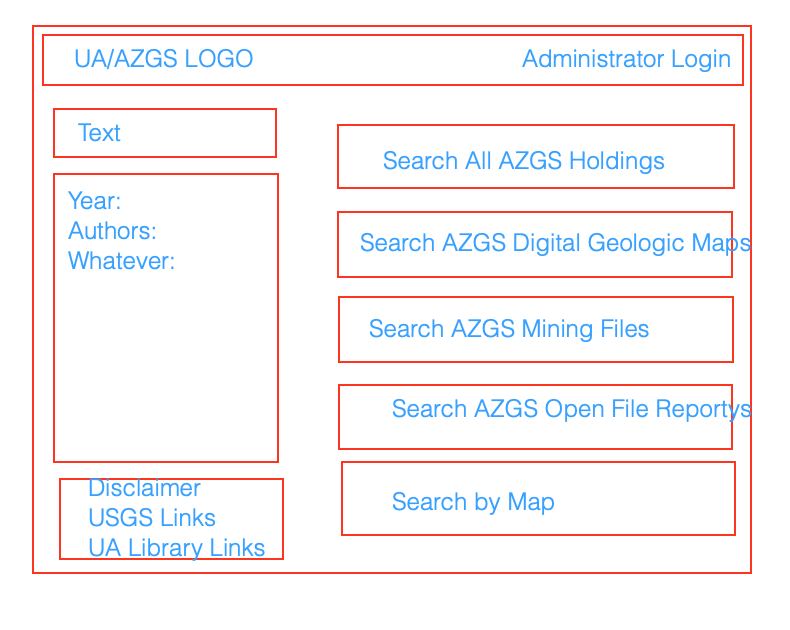 UA/AZGS LOGO
Administrator Login
Text
Year:
Authors:
Whatever:
Disclaimer
USGS Links
UA Library Links
Search All AZGS Holdings
Search AZGS Digital Geologic Maps
Search AZGS Mining Files
Search AZGS Open File Reportys
Search by Map